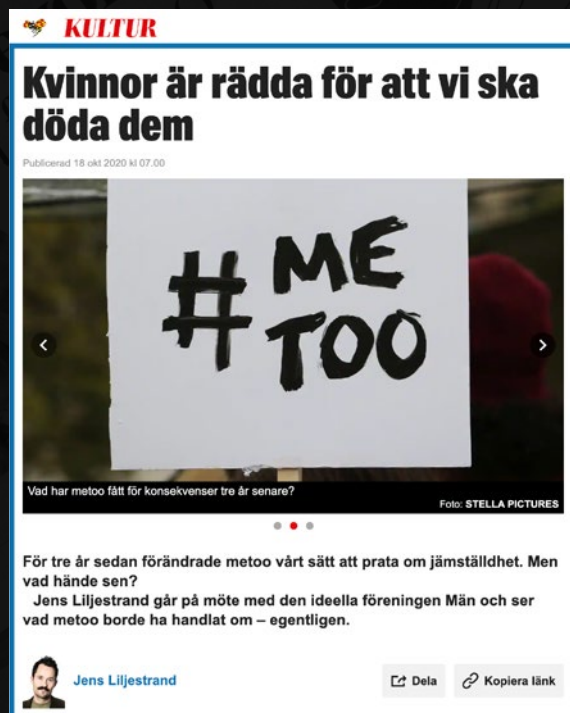 KULTUR
Kvinnor är rädda för att vi ska
döda dem
Publicerad 18 okt 2020 kl 07.00
# ME
TOO
Vad har metoo fått för konsekvenser tre år senare?
Foto: STELLA PICTURES
För tre år sedan förändrade metoo vårt sätt att prata om jämställdhet. Men
vad hände sen?
Jens Liljestrand går på möte med den ideella föreningen Män och ser
vad metoo borde ha handlat om – egentligen.
Jens Liljestrand
Dela
Kopiera länk